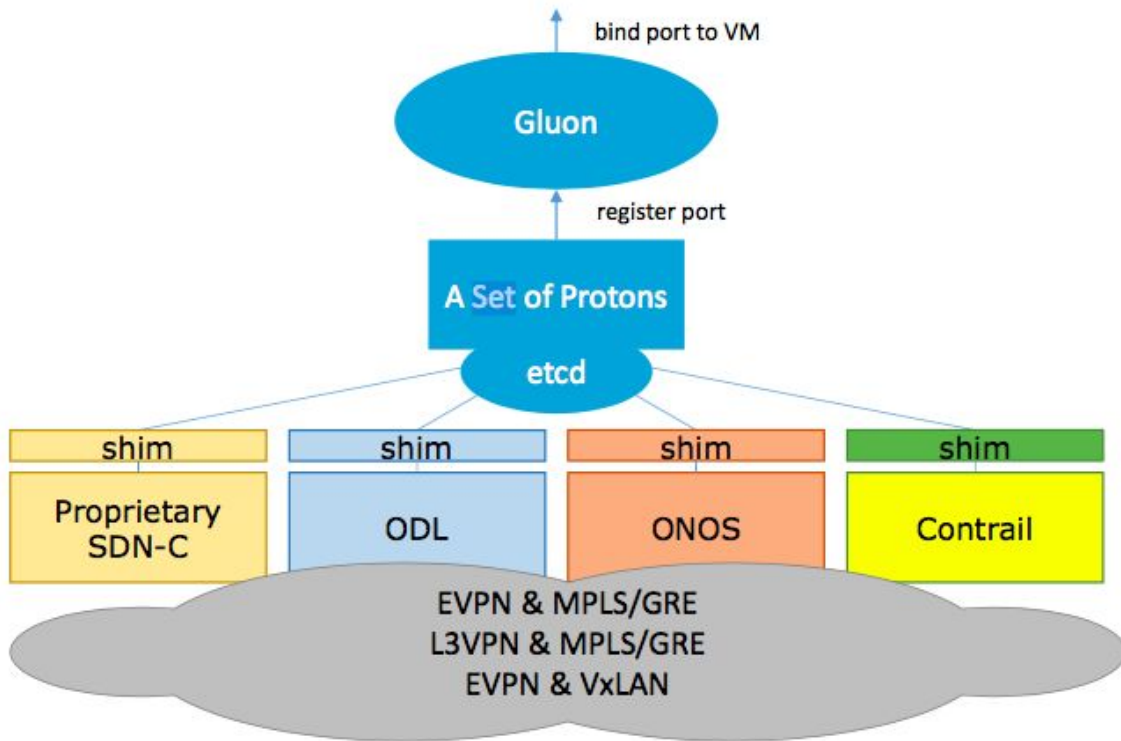 bind port to VM
Gluon
register port
A Set of Protons
etcd
shim
shim
shim
shim
Proprietary
SDN-C
ODL
ONOS
Contrail
EVPN & MPLS/GRE
L3VPN & MPLS/GRE
EVPN & VxLAN